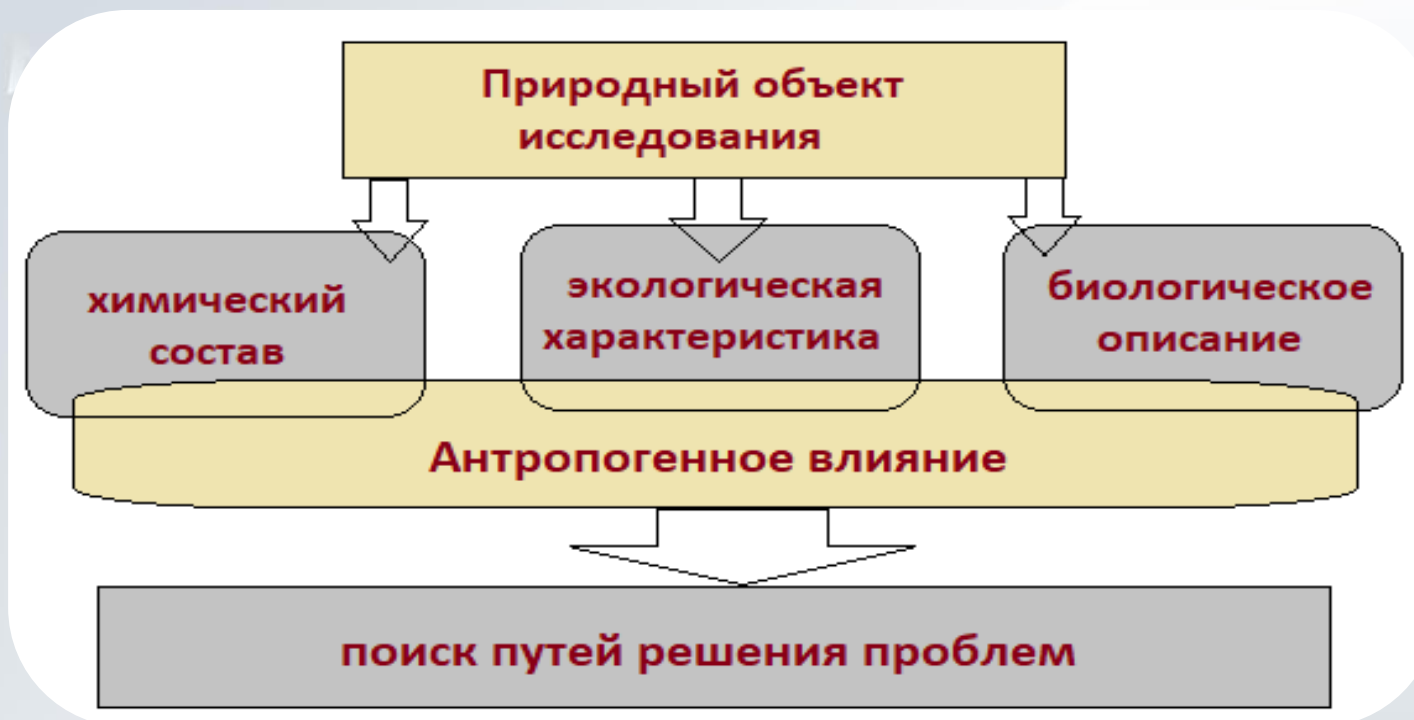 Природный объект
исследования
химический
состав
экологическая
характеристика
биологическое
описание
Антропогенное влияние
поиск путей решения проблем